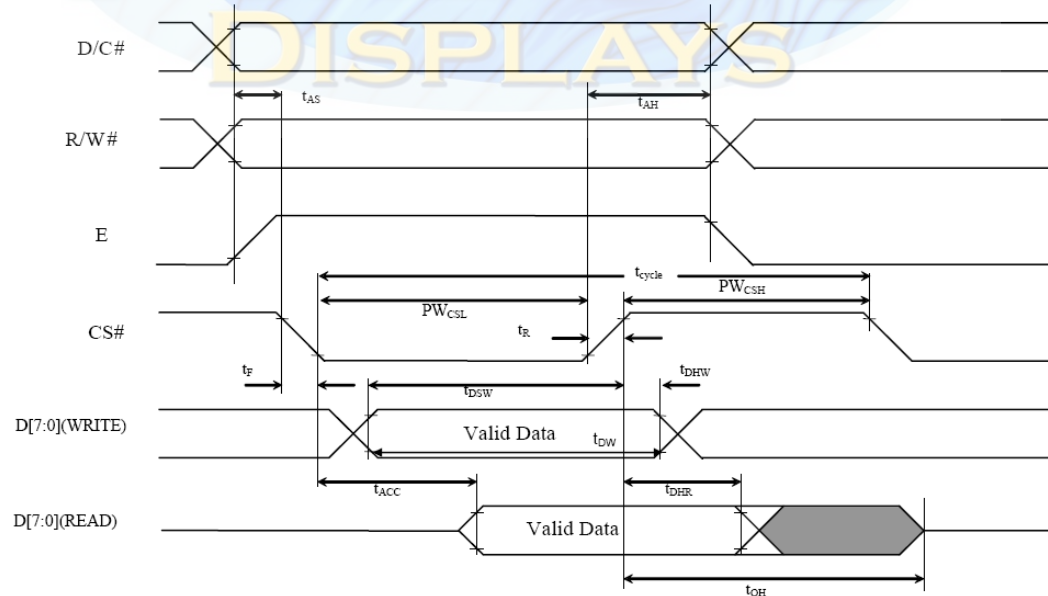 D/C#
DISPLAYS
tAS
tAH
R/W#
E
tcycle
PWCSL
PWCSH
CS#
tR
tF
tDSW
tDHW
D[7:0](WRITE)
Valid Data
tDW
tACC
tDHR
D[7:0](READ)
Valid Data
tOH